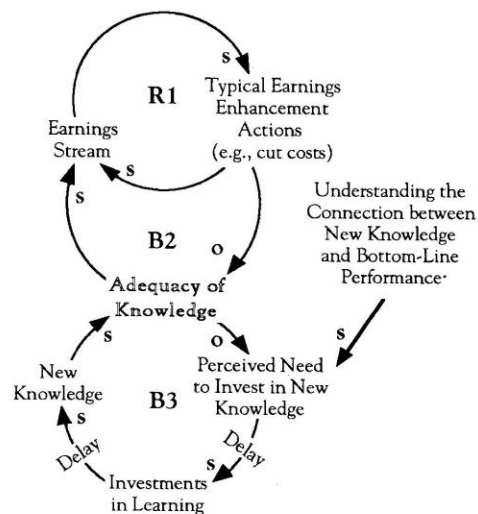 s
R1
Typical Earnings
Enhancement
Actions
(e.g., cut costs)
Earnings
Stream
s
s
Understanding the
Connection between
New Knowledge
and Bottom-Line
Performance
B2
o
Adequacy of
Knowledge
s
o
s
New
Knowledge
B3
Perceived Need
to Invest in New
Knowledge
s
Delay
Delay
s
Investments
in Learning